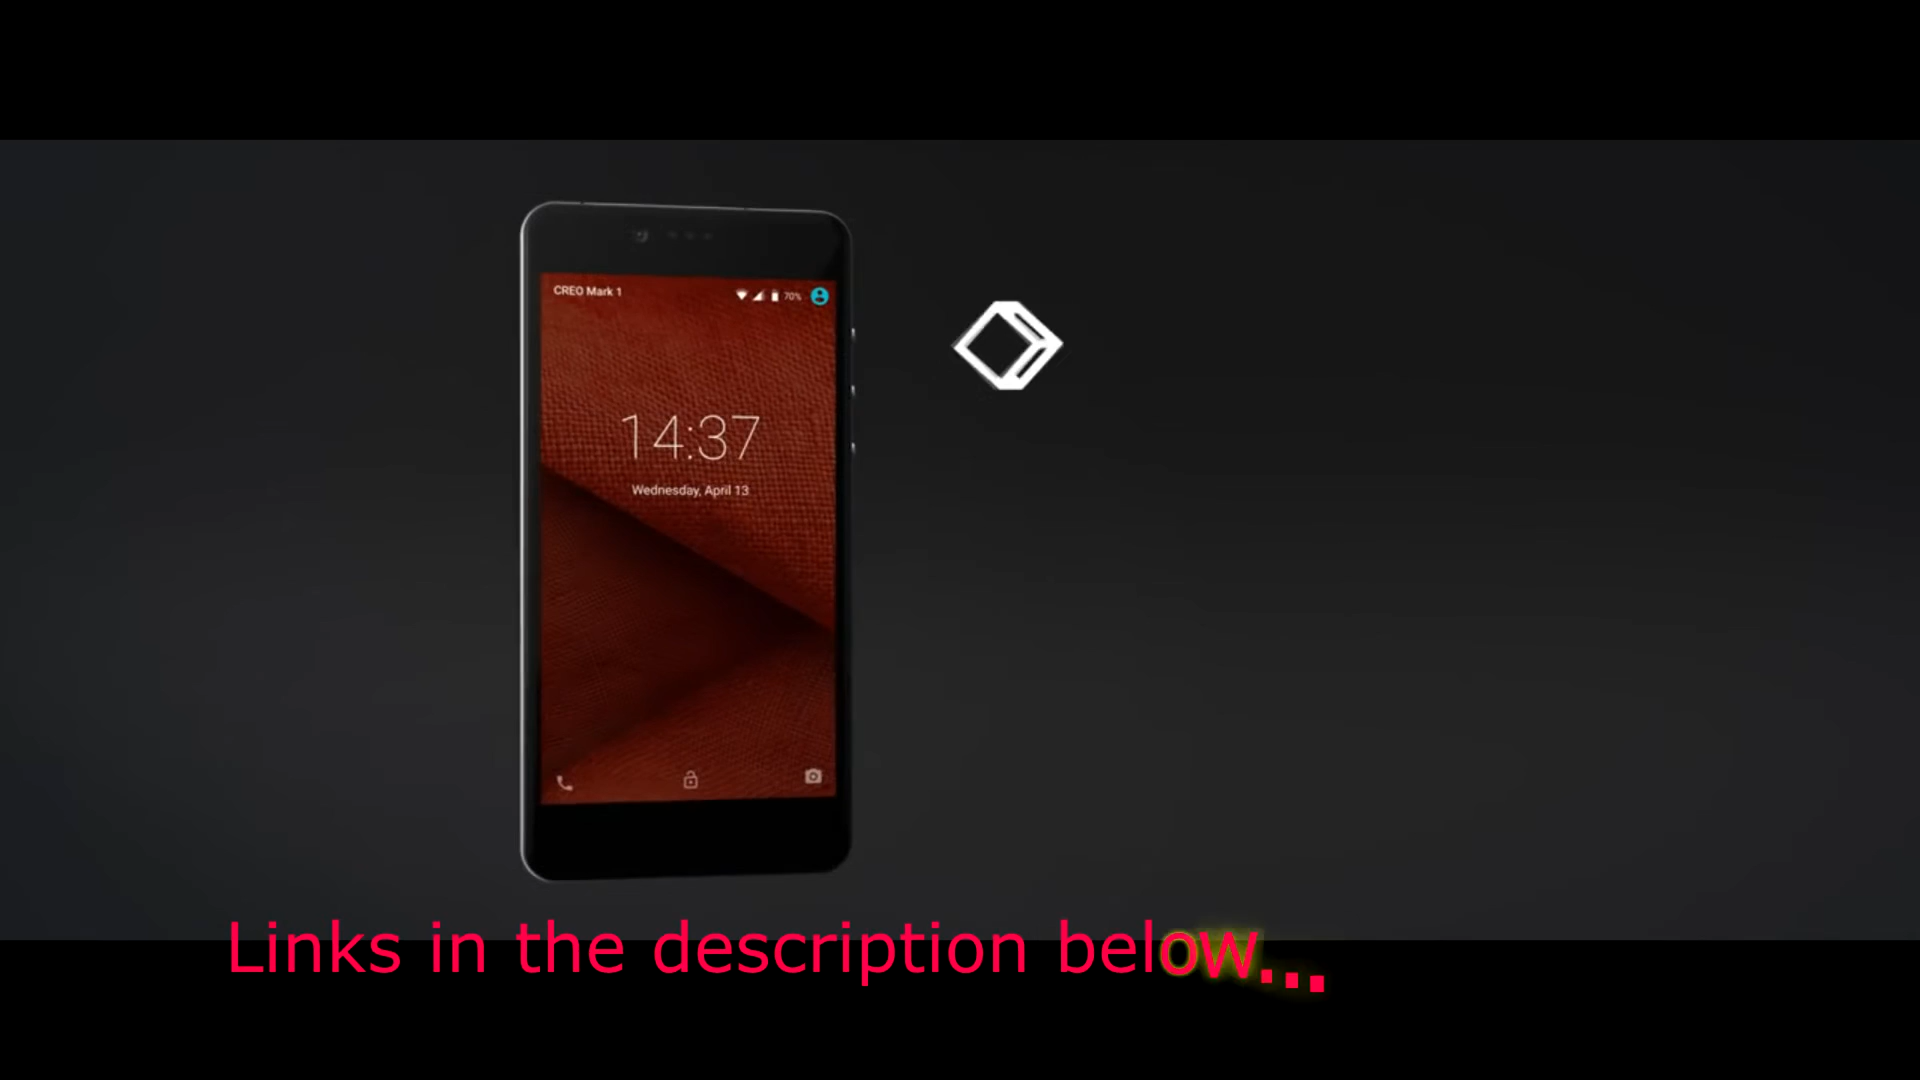 CREO Mark 1
70%
14:37
Wednesday, April 13
Links in the description below...